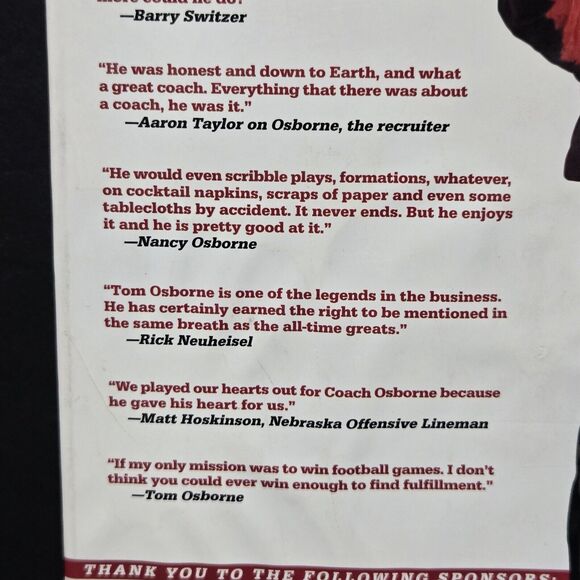 more could he do?"
—Barry Switzer
"He was honest and down to Earth, and what
a great coach. Everything that there was about
a coach, he was it."
—Aaron Taylor on Osborne, the recruiter
"He would even scribble plays, formations, whatever,
on cocktail napkins, scraps of paper and even some
tablecloths by accident. It never ends. But he enjoys
it and he is pretty good at it."
—Nancy Osborne
"Tom Osborne is one of the legends in the business.
He has certainly earned the right to be mentioned in
the same breath as the all-time greats."
—Rick Neuheisel
"We played our hearts out for Coach Osborne because
he gave his heart for us."
—Matt Hoskinson, Nebraska Offensive Lineman
"If my only mission was to win football games. I don't
think you could ever win enough to find fulfillment."
—Tom Osborne
THANK YOU TO THE FOLLOWING SPONSORS: